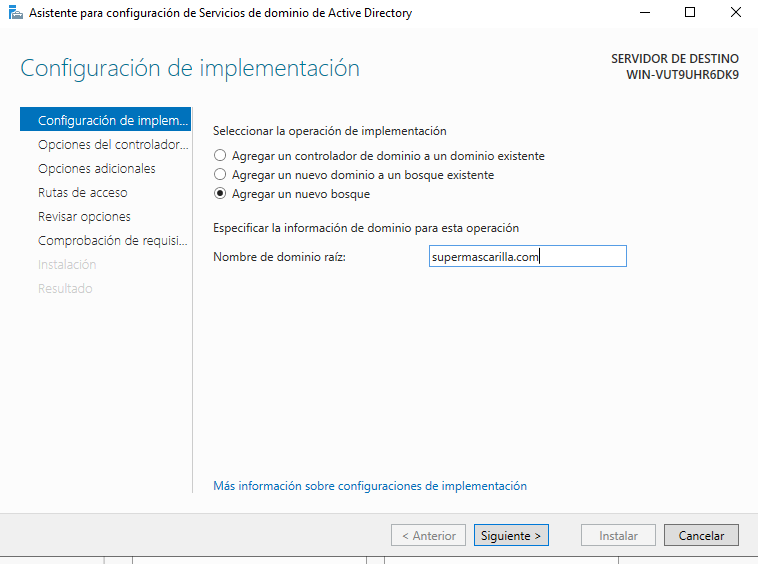 Asistente para configuración de Servicios de dominio de Active Directory
Configuración de implementación
SERVIDOR DE DESTINO
WIN-VUT9UHR6DK9
Configuración de implem...
Opciones del controlador...
Opciones adicionales
Rutas de acceso
Revisar opciones
Comprobación de requisi...
Instalación
Resultado
Seleccionar la operación de implementación
Agregar un controlador de dominio a un dominio existente
Agregar un nuevo dominio a un bosque existente
Agregar un nuevo bosque
Especificar la información de dominio para esta operación
Nombre de dominio raíz: supermascarilla.com
Más información sobre configuraciones de implementación
< Anterior Siguiente > Instalar Cancelar